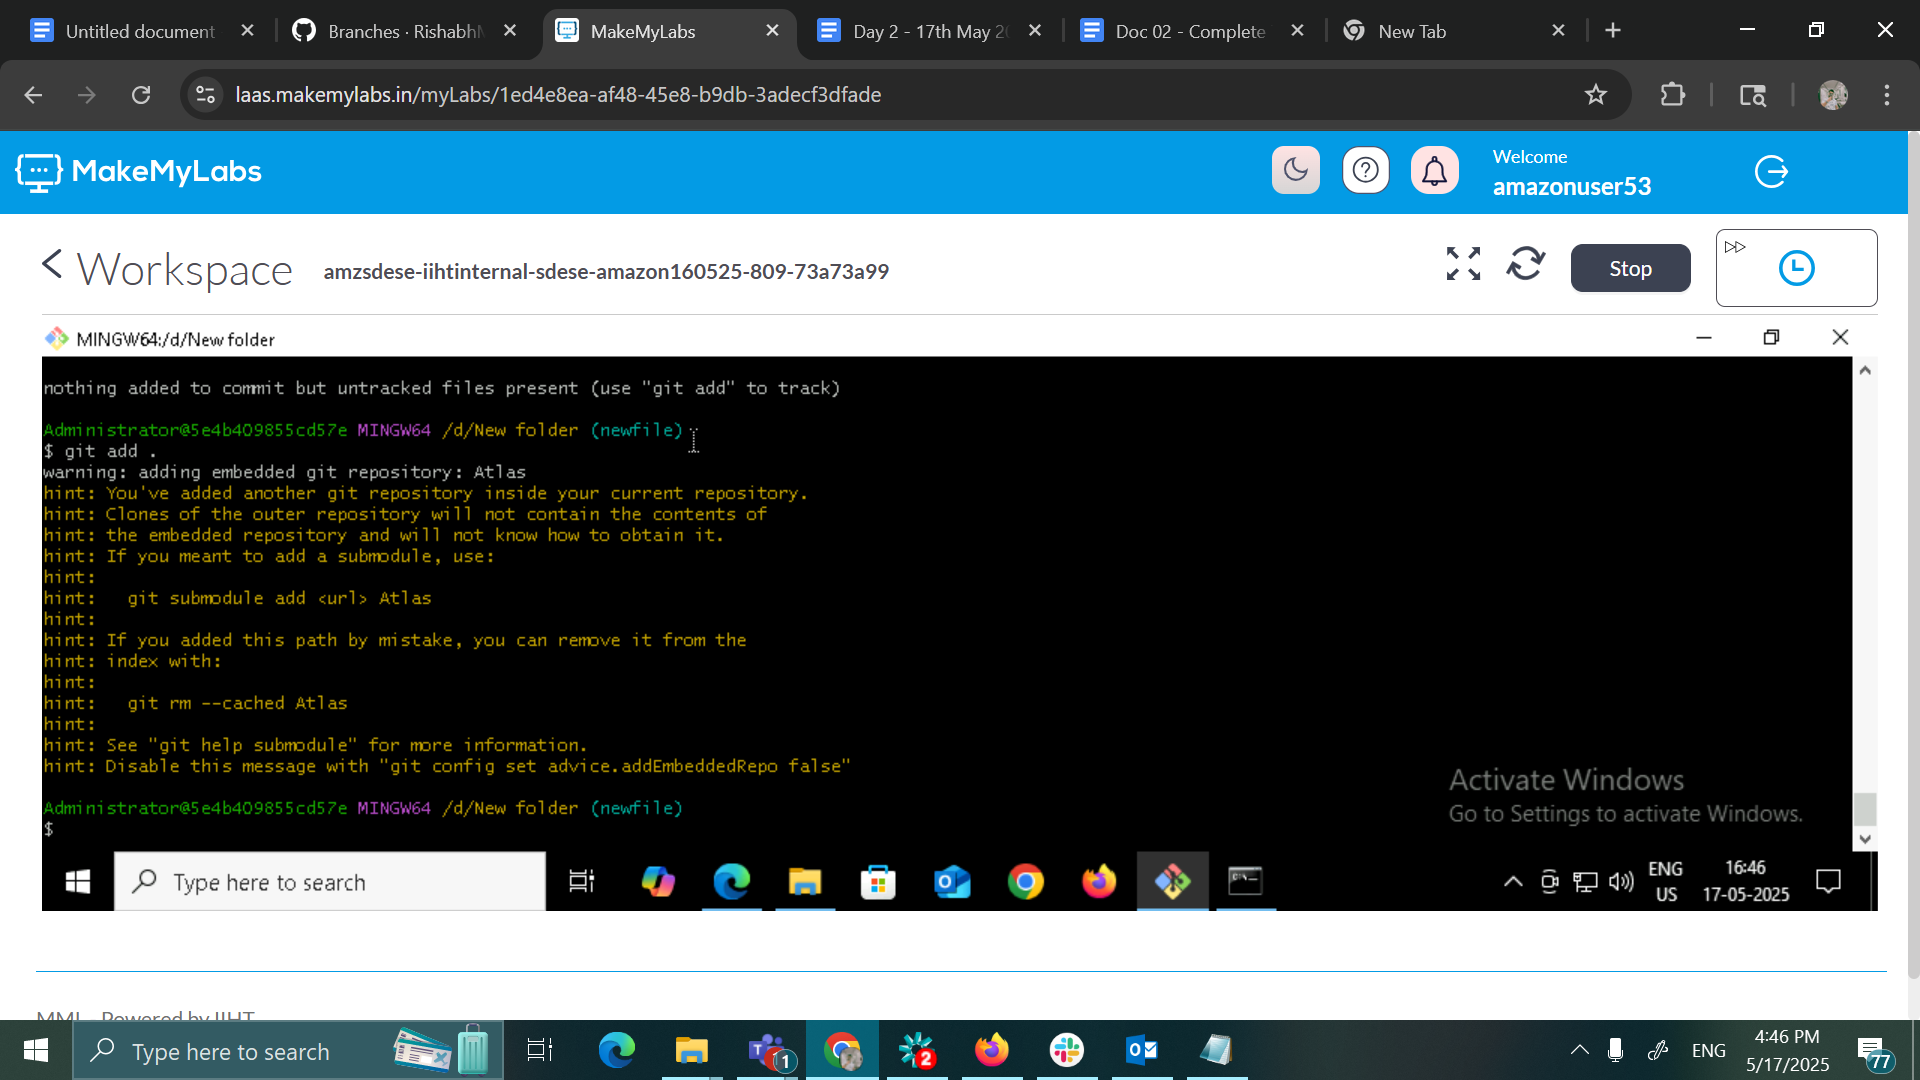 Untitled document
Branches · RishabhM
MakeMyLabs
Day 2 - 17th May 20
Doc 02 - Complete
New Tab
laas.makemylabs.in/myLabs/1ed4e8ea-af48-45e8-b9db-3adecf3dfade
MakeMyLabs
Welcome
amazonuser53
Workspace
amzsdese-iihtinternal-sdese-amazon160525-809-73a73a99
Stop
MINGW64:/d/New folder
nothing added to commit but untracked files present (use "git add" to track)
Administrator@5e4b409855cd57e MINGW64 /d/New folder (newfile)
$ git add .
warning: adding embedded git repository: Atlas
hint: You've added another git repository inside your current repository.
hint: Clones of the outer repository will not contain the contents of
hint: the embedded repository and will not know how to obtain it.
hint: If you meant to add a submodule, use:
hint:
hint:   git submodule add <url> Atlas
hint:
hint: If you added this path by mistake, you can remove it from the
hint: index with:
hint:
hint:   git rm --cached Atlas
hint:
hint: See "git help submodule" for more information.
hint: Disable this message with "git config set advice.addEmbeddedRepo false"
Administrator@5e4b409855cd57e MINGW64 /d/New folder (newfile)
$
Activate Windows
Go to Settings to activate Windows.
Type here to search
ENG
US
16:46
17-05-2025
MML - Powered by IIHT
Type here to search
1
2
ENG
4:46 PM
5/17/2025
77